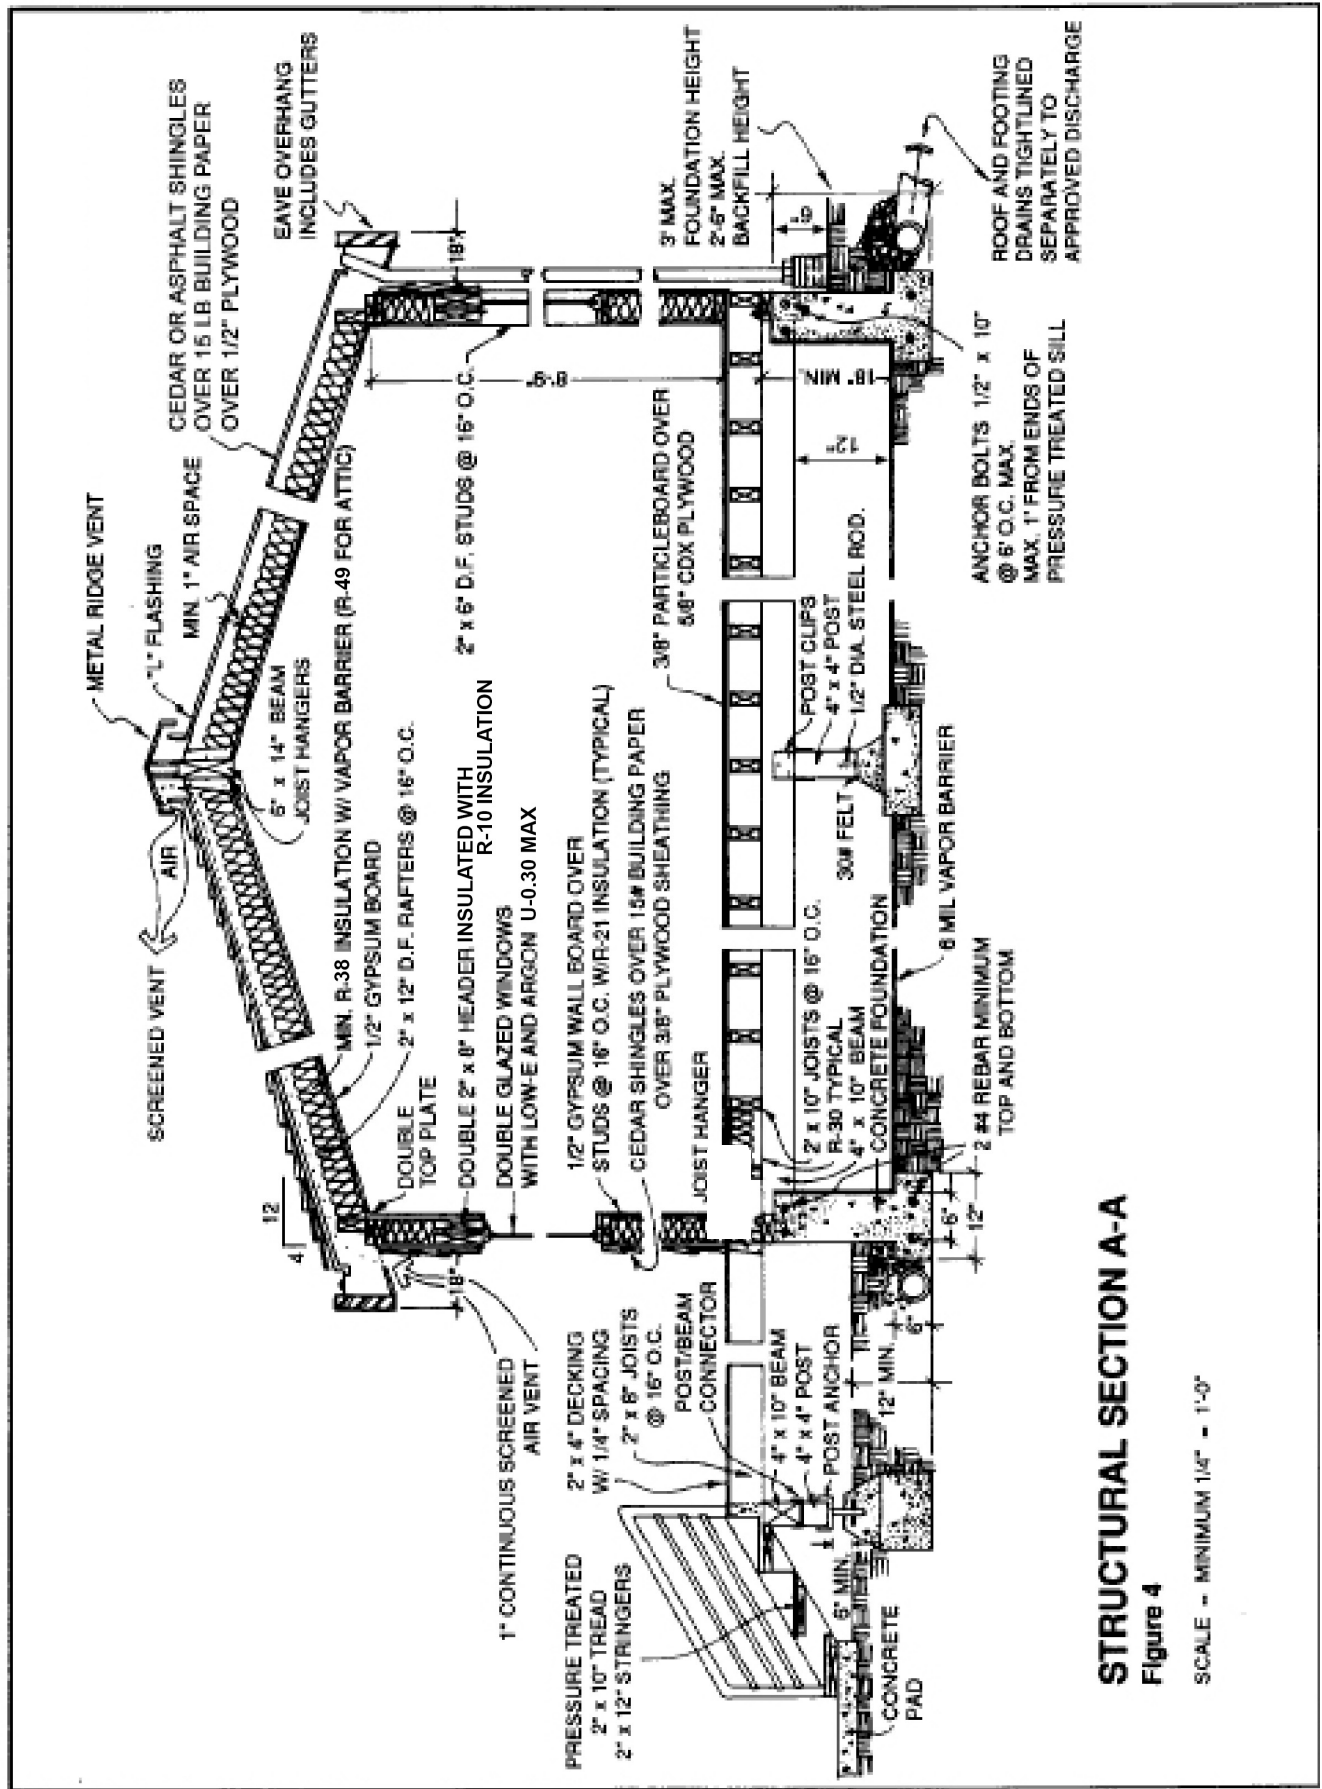 METAL RIDGE VENT
"L" FLASHING
MIN. 1" AIR SPACE
CEDAR OR ASPHALT SHINGLES
OVER 15 LB. BUILDING PAPER
OVER 1/2" PLYWOOD
EAVE OVERHANG
INCLUDES GUTTERS
SCREENED VENT
AIR
6" x 14" BEAM
JOIST HANGERS
MIN. R-38 INSULATION W/ VAPOR BARRIER (R-49 FOR ATTIC)
1/2" GYPSUM BOARD
2" x 12" D.F. RAFTERS @ 16" O.C.
12
4
DOUBLE
TOP PLATE
18"
18"
DOUBLE 2" x 8" HEADER INSULATED WITH
R-10 INSULATION
2" x 6" D.F. STUDS @ 16" O.C.
DOUBLE GLAZED WINDOWS
WITH LOW-E AND ARGON U-0.30 MAX
1" CONTINUOUS SCREENED
AIR VENT
8'-9"
1/2" GYPSUM WALL BOARD OVER
STUDS @ 16" O.C. W/R-21 INSULATION (TYPICAL)
CEDAR SHINGLES OVER 15# BUILDING PAPER
OVER 3/8" PLYWOOD SHEATHING
JOIST HANGER
3/8" PARTICLEBOARD OVER
5/8" CDX PLYWOOD
3' MAX.
FOUNDATION HEIGHT
2'-6" MAX.
BACKFILL HEIGHT
6"
2" x 4" DECKING
W/ 1/4" SPACING
2" x 8" JOISTS
@ 16" O.C.
POST/BEAM
CONNECTOR
PRESSURE TREATED
2" x 10" TREAD
2" x 12" STRINGERS
4" x 10" BEAM
4" x 4" POST
POST ANCHOR
6" MIN.
CONCRETE
PAD
12" MIN.
6"
6"
12"
2" x 10" JOISTS @ 16" O.C.
R-30 TYPICAL
4" x 10" BEAM
CONCRETE FOUNDATION
6 MIL VAPOR BARRIER
2 #4 REBAR MINIMUM
TOP AND BOTTOM
POST CLIPS
4" x 4" POST
1/2" DIA. STEEL ROD.
30# FELT
18" MIN.
12"
ANCHOR BOLTS 1/2" x 10"
@ 6' O.C. MAX.
MAX. 1' FROM ENDS OF
PRESSURE TREATED SILL
ROOF AND FOOTING
DRAINS TIGHTLINED
SEPARATELY TO
APPROVED DISCHARGE
STRUCTURAL SECTION A-A
Figure 4
SCALE - MINIMUM 1/4" = 1'-0"